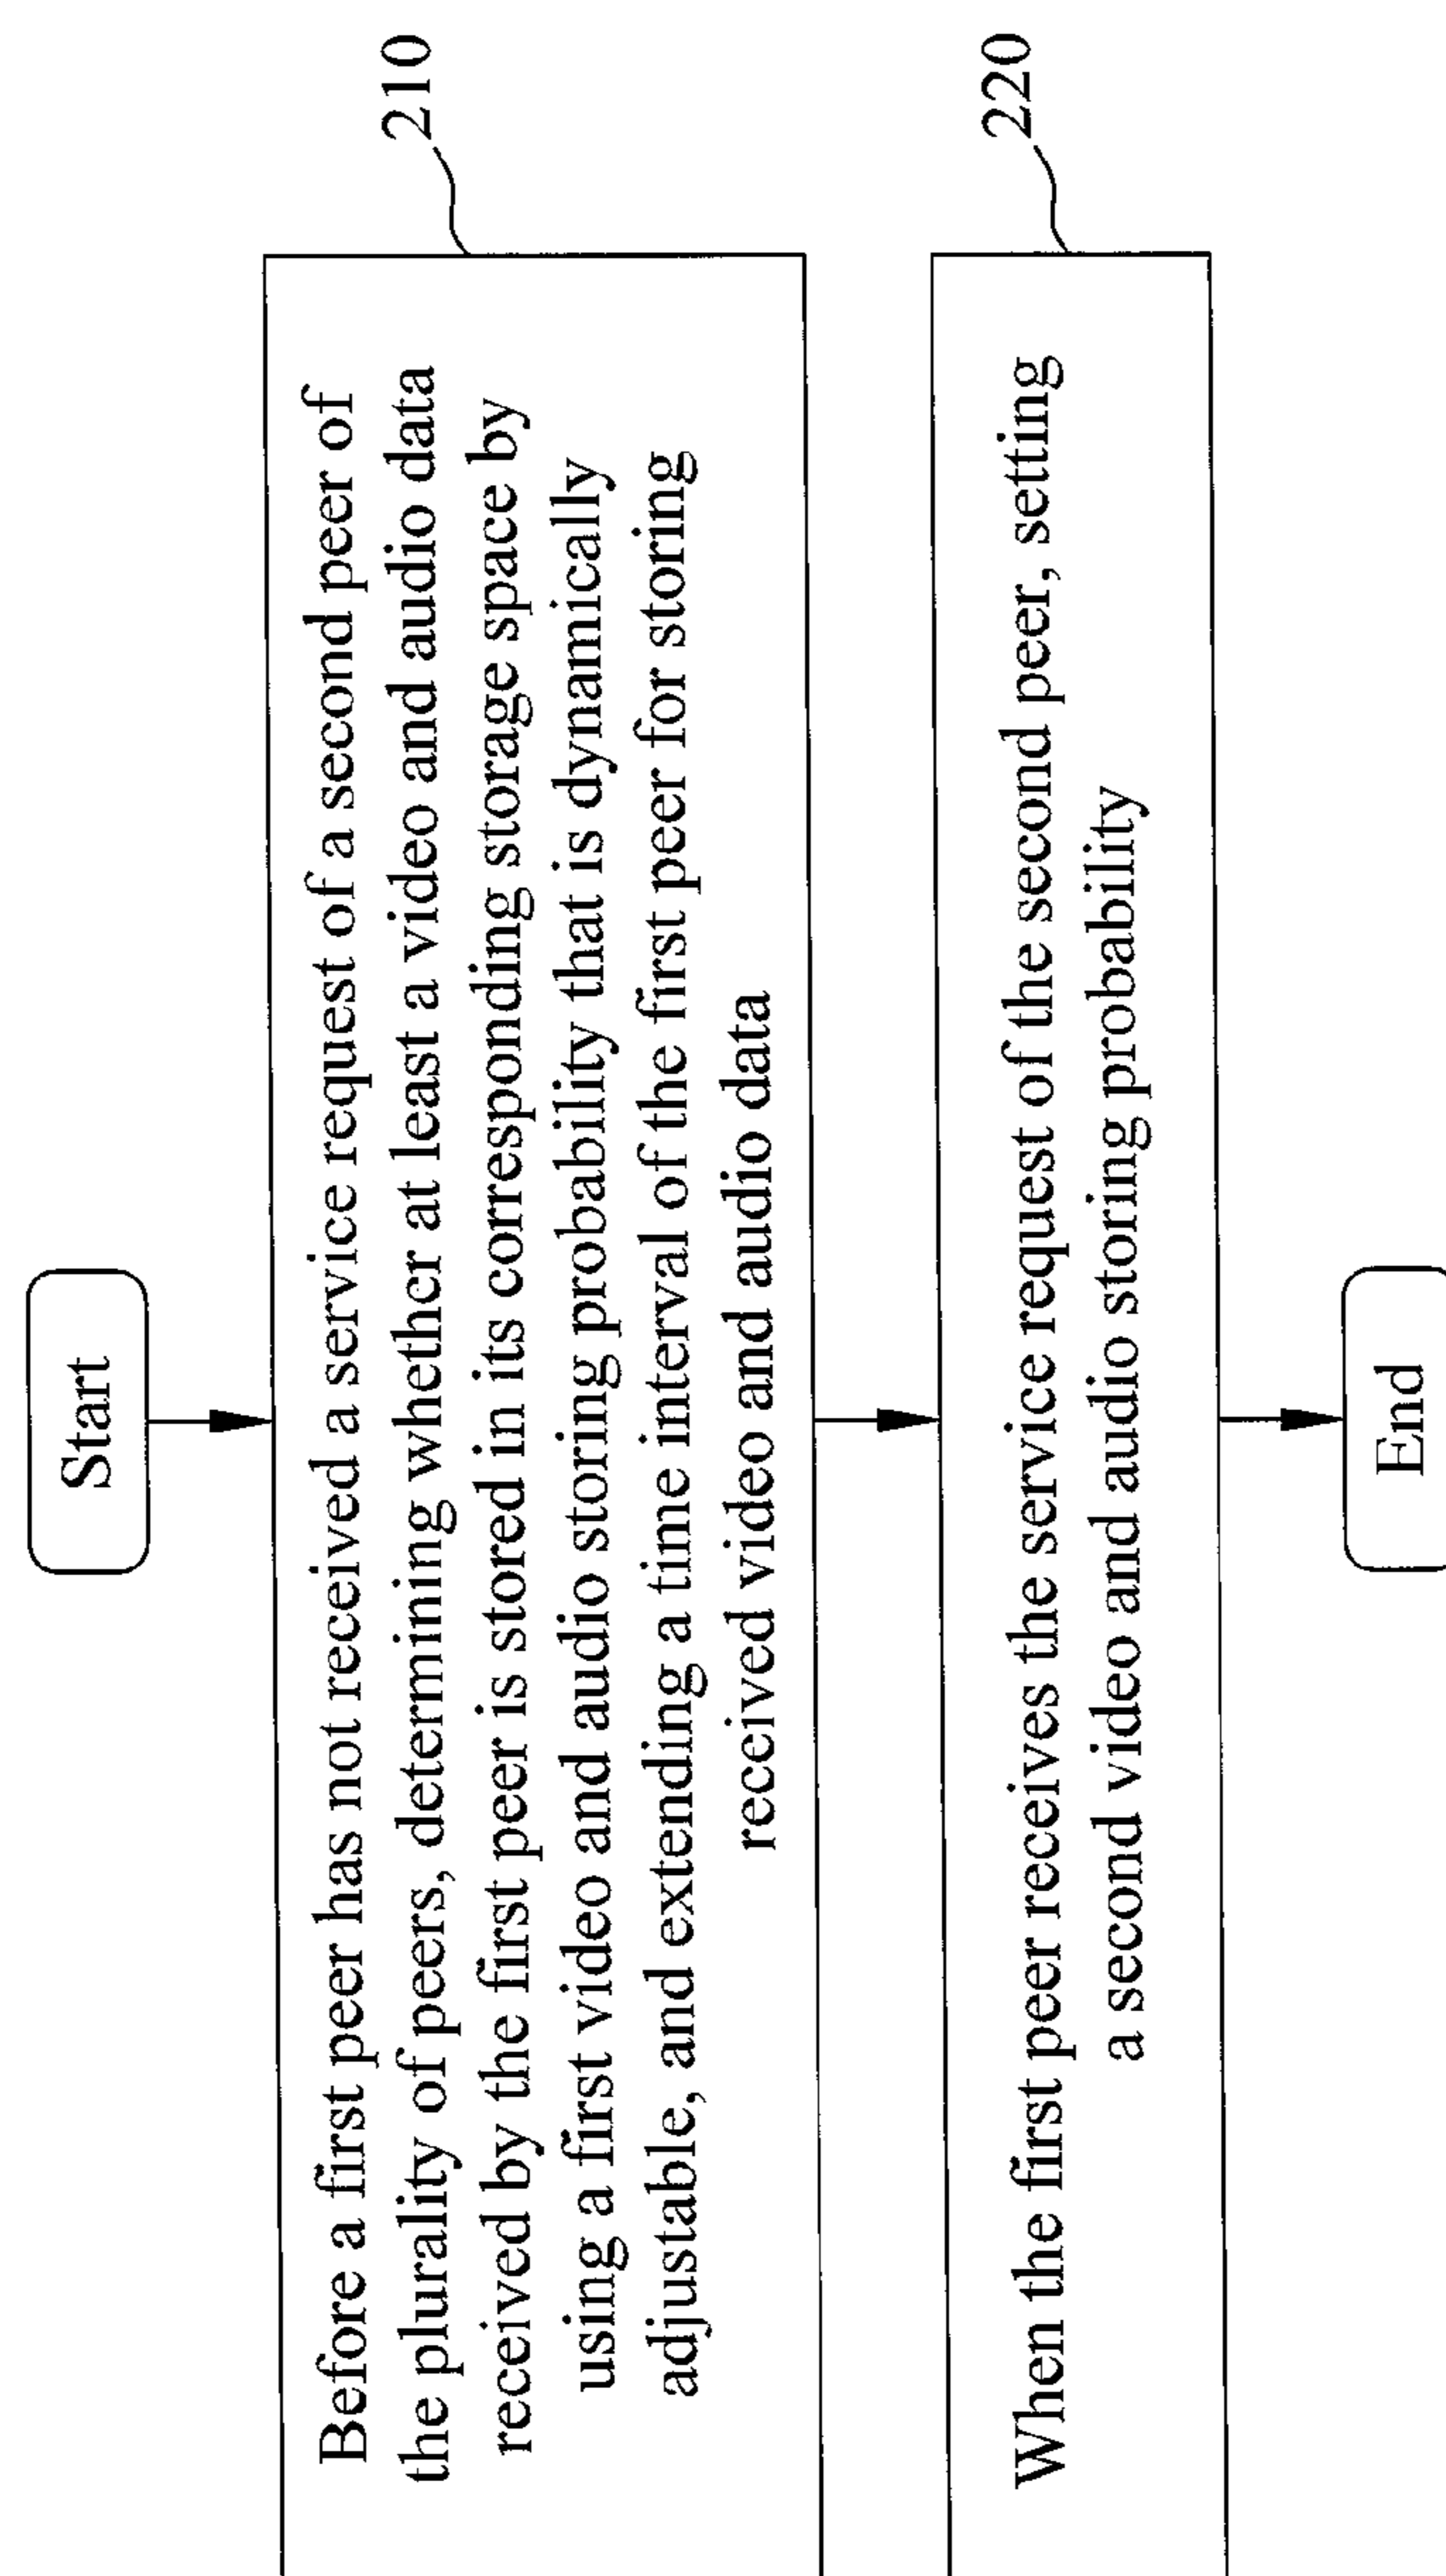 Start
210
Before a first peer has not received a service request of a second peer of
the plurality of peers, determining whether at least a video and audio data
received by the first peer is stored in its corresponding storage space by
using a first video and audio storing probability that is dynamically
adjustable, and extending a time interval of the first peer for storing
received video and audio data
220
When the first peer receives the service request of the second peer, setting
a second video and audio storing probability
End